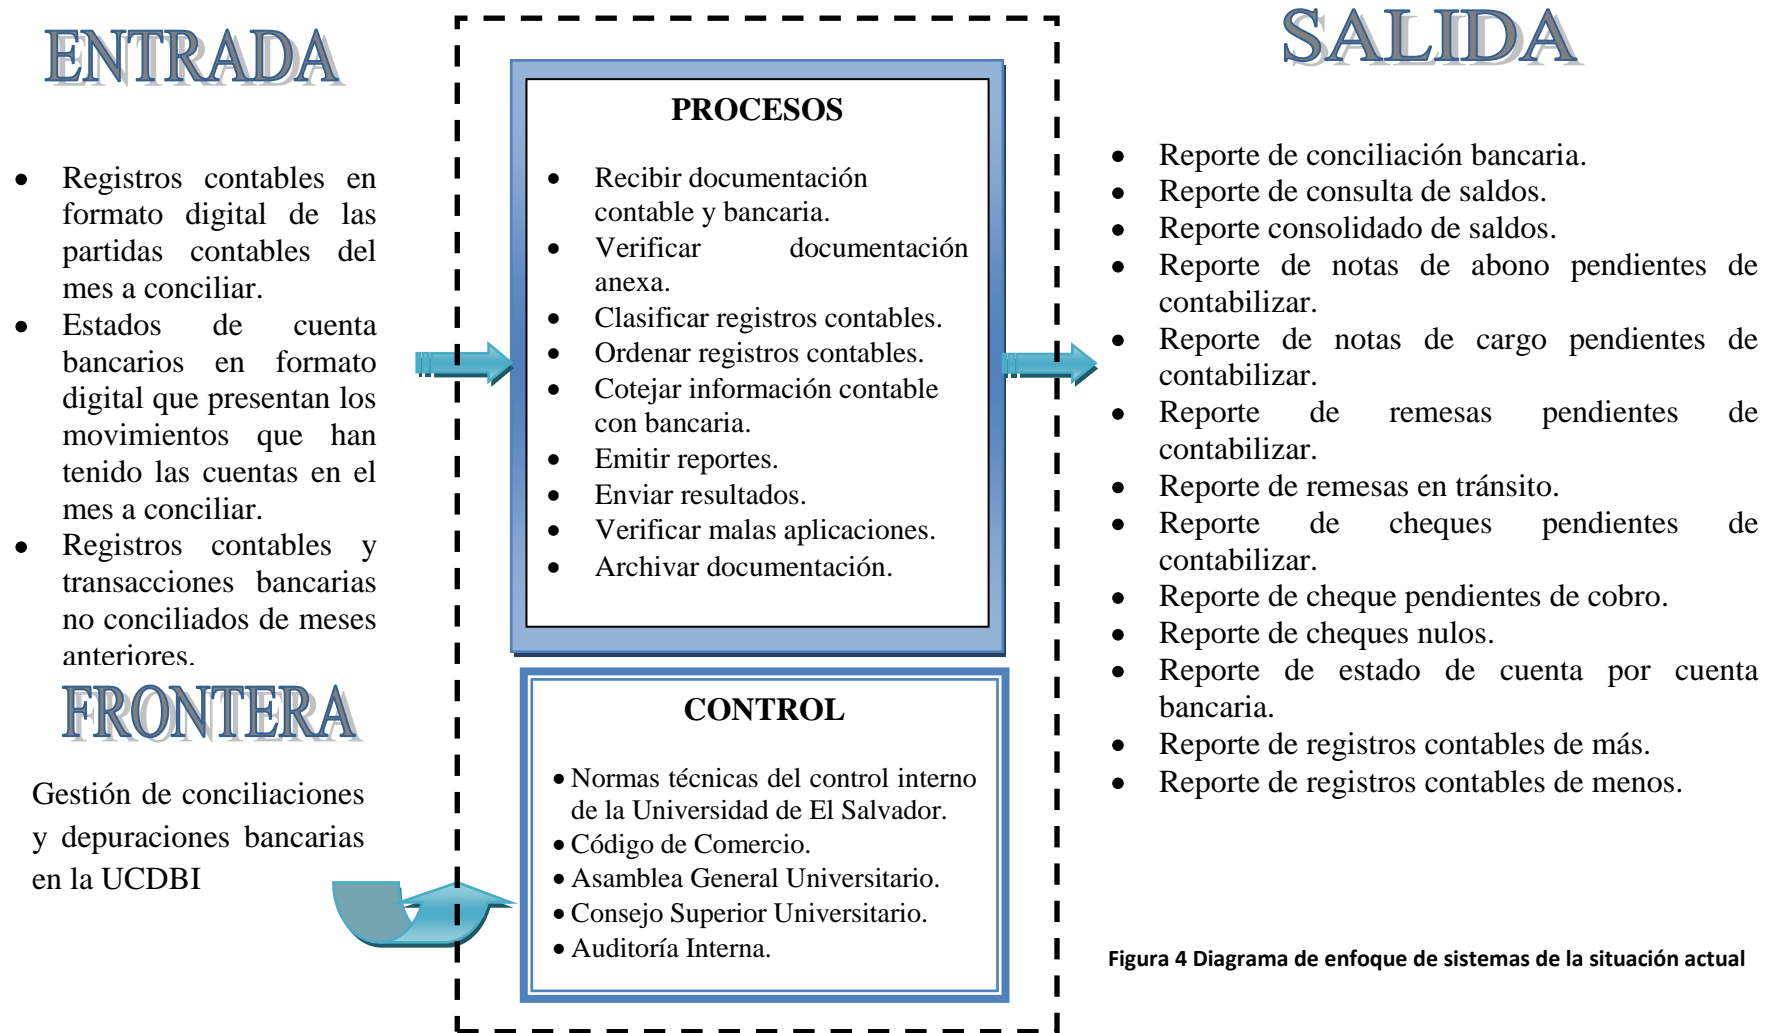 ENTRADA
• Registros contables en
formato digital de las
partidas contables del
mes a conciliar.
• Estados de cuenta
bancarios en formato
digital que presentan los
movimientos que han
tenido las cuentas en el
mes a conciliar.
• Registros contables y
transacciones bancarias
no conciliados de meses
anteriores.
FRONTERA
Gestión de conciliaciones
y depuraciones bancarias
en la UCDBI
PROCESOS
• Recibir documentación
contable y bancaria.
• Verificar documentación
anexa.
• Clasificar registros contables.
• Ordenar registros contables.
• Cotejar información contable
con bancaria.
• Emitir reportes.
• Enviar resultados.
• Verificar malas aplicaciones.
• Archivar documentación.
CONTROL
• Normas técnicas del control interno
de la Universidad de El Salvador.
• Código de Comercio.
• Asamblea General Universitario.
• Consejo Superior Universitario.
• Auditoría Interna.
SALIDA
• Reporte de conciliación bancaria.
• Reporte de consulta de saldos.
• Reporte consolidado de saldos.
• Reporte de notas de abono pendientes de
contabilizar.
• Reporte de notas de cargo pendientes de
contabilizar.
• Reporte de remesas pendientes de
contabilizar.
• Reporte de remesas en tránsito.
• Reporte de cheques pendientes de
contabilizar.
• Reporte de cheque pendientes de cobro.
• Reporte de cheques nulos.
• Reporte de estado de cuenta por cuenta
bancaria.
• Reporte de registros contables de más.
• Reporte de registros contables de menos.
Figura 4 Diagrama de enfoque de sistemas de la situación actual